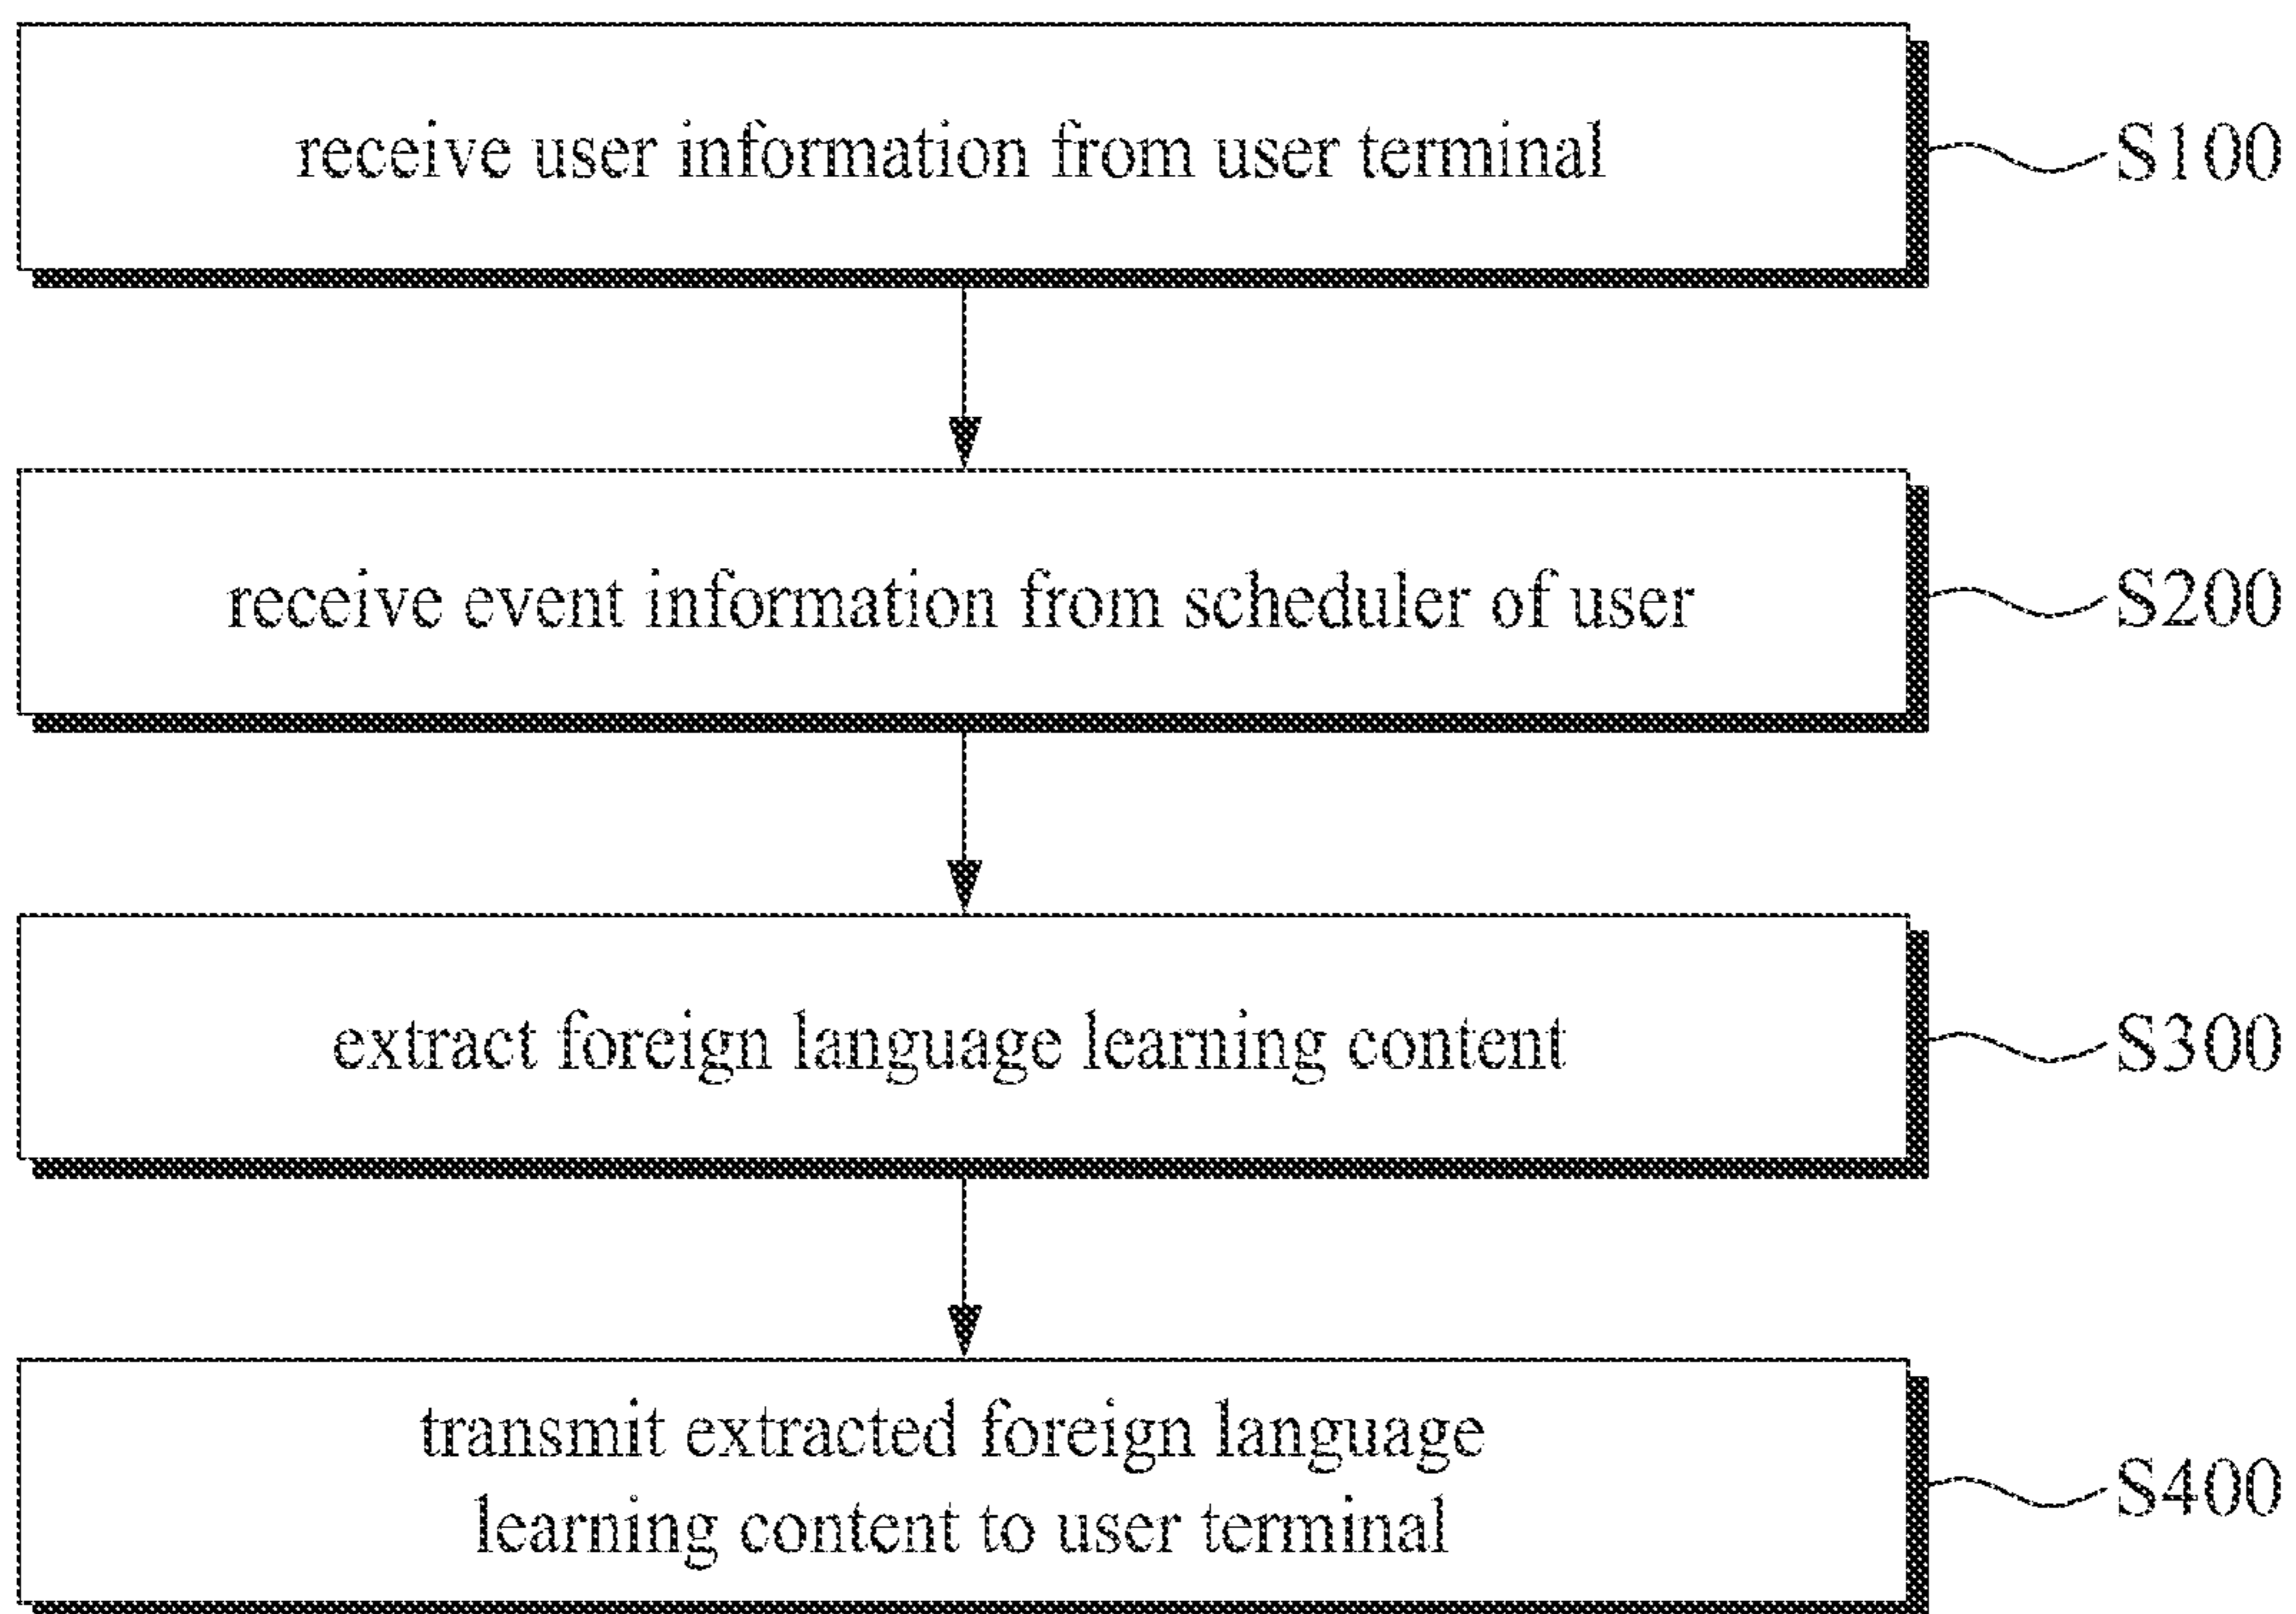 receive user information from user terminal
S100
receive event information from scheduler of user
S200
extract foreign language learning content
S300
transmit extracted foreign language
learning content to user terminal
S400